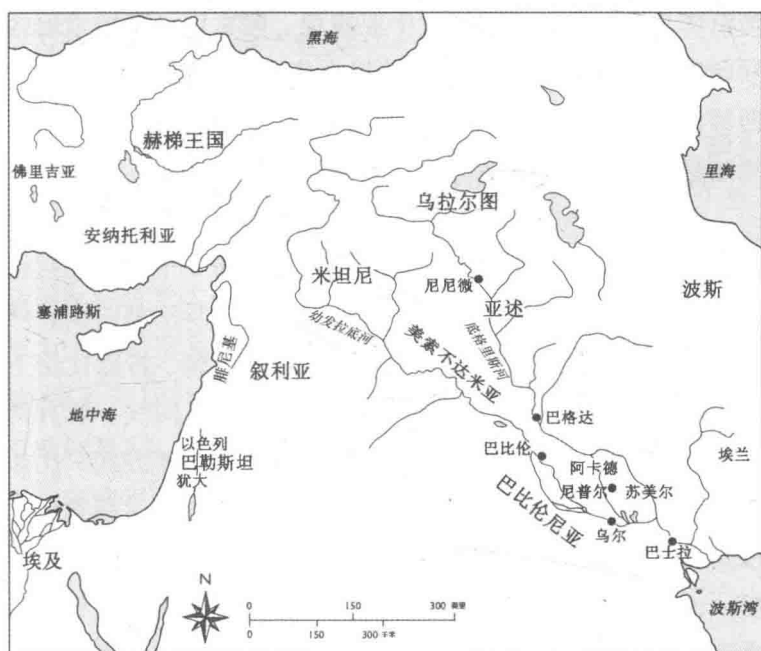 黑海
赫梯王国
里海
佛里吉亚
乌拉尔图
安纳托利亚
米坦尼
尼尼微
亚述
波斯
塞浦路斯
幼发拉底河
底格里斯河
美索不达米亚
腓尼基
叙利亚
地中海
巴格达
以色列
巴勒斯坦
犹大
巴比伦
阿卡德
埃兰
尼普尔
苏美尔
巴比伦尼亚
乌尔
巴士拉
埃及
波斯湾
N
0 150 300 英里
0 150 300 千米